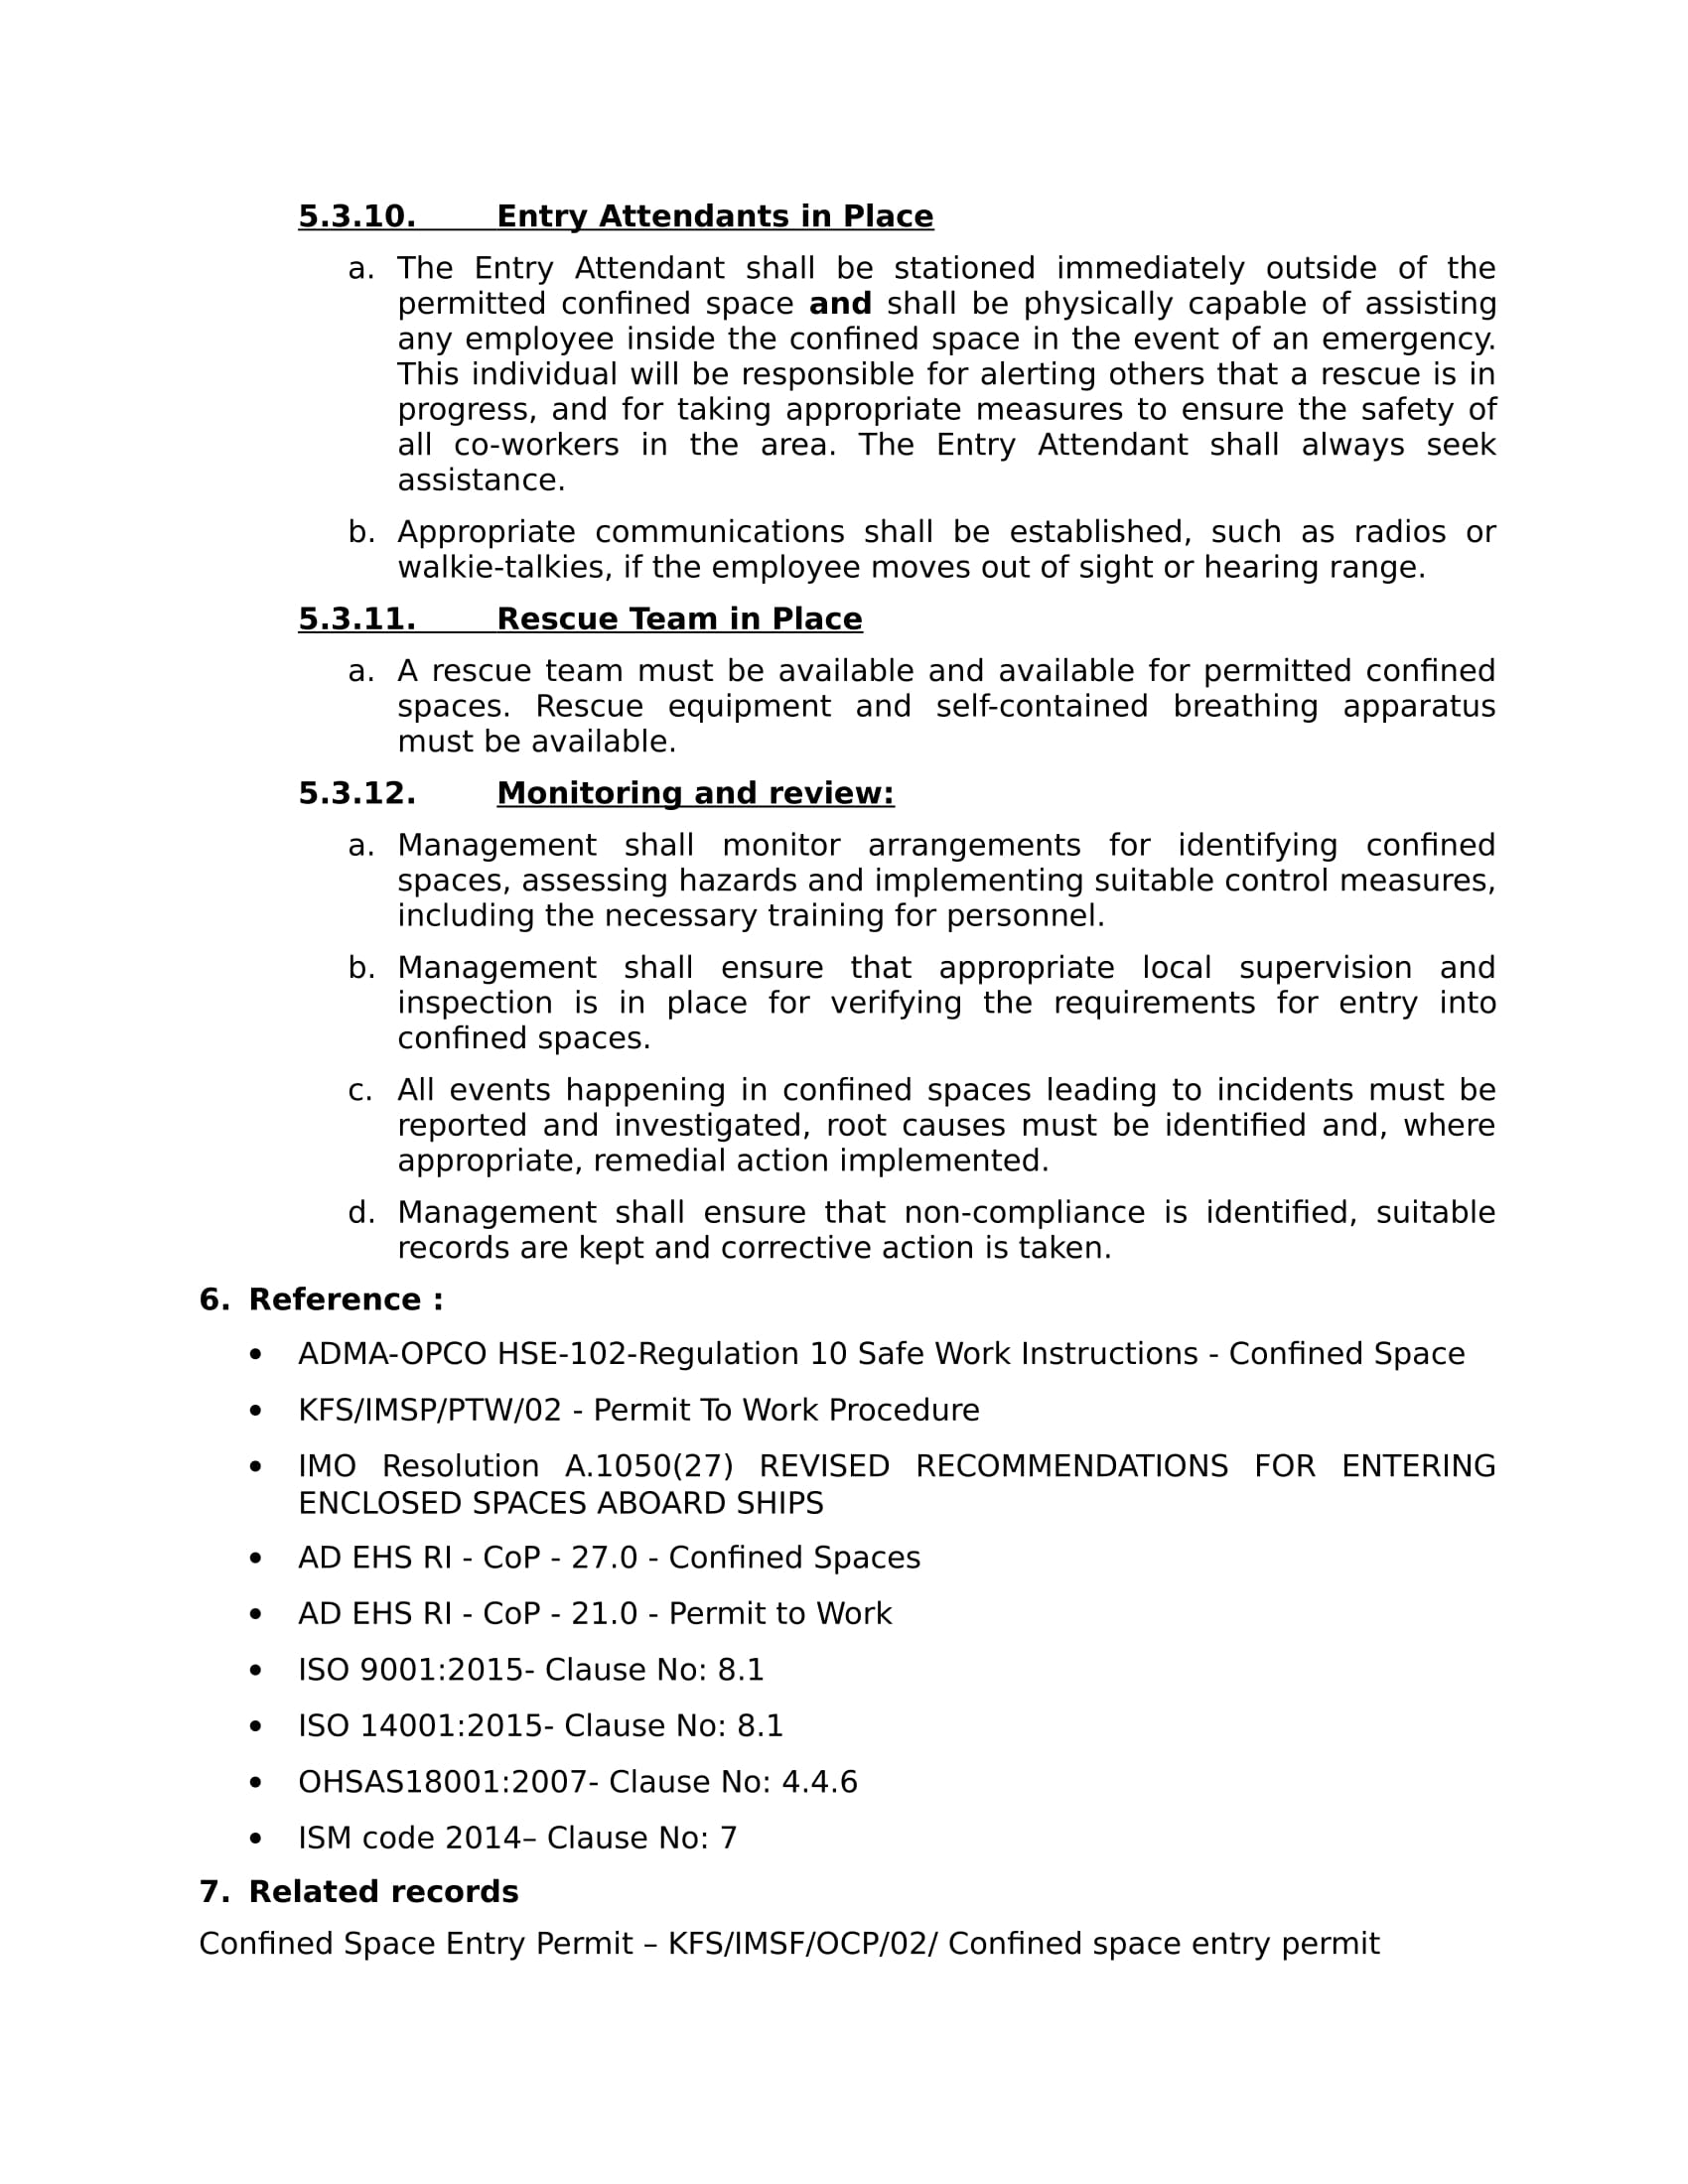 5.3.10. Entry Attendants in Place
a. The Entry Attendant shall be stationed immediately outside of the
permitted confined space and shall be physically capable of assisting
any employee inside the confined space in the event of an emergency.
This individual will be responsible for alerting others that a rescue is in
progress, and for taking appropriate measures to ensure the safety of
all co-workers in the area. The Entry Attendant shall always seek
assistance.
b. Appropriate communications shall be established, such as radios or
walkie-talkies, if the employee moves out of sight or hearing range.
5.3.11. Rescue Team in Place
a. A rescue team must be available and available for permitted confined
spaces. Rescue equipment and self-contained breathing apparatus
must be available.
5.3.12. Monitoring and review:
a. Management shall monitor arrangements for identifying confined
spaces, assessing hazards and implementing suitable control measures,
including the necessary training for personnel.
b. Management shall ensure that appropriate local supervision and
inspection is in place for verifying the requirements for entry into
confined spaces.
c. All events happening in confined spaces leading to incidents must be
reported and investigated, root causes must be identified and, where
appropriate, remedial action implemented.
d. Management shall ensure that non-compliance is identified, suitable
records are kept and corrective action is taken.
6. Reference :
• ADMA-OPCO HSE-102-Regulation 10 Safe Work Instructions - Confined Space
• KFS/IMSP/PTW/02 - Permit To Work Procedure
• IMO Resolution A.1050(27) REVISED RECOMMENDATIONS FOR ENTERING
ENCLOSED SPACES ABOARD SHIPS
• AD EHS RI - CoP - 27.0 - Confined Spaces
• AD EHS RI - CoP - 21.0 - Permit to Work
• ISO 9001:2015- Clause No: 8.1
• ISO 14001:2015- Clause No: 8.1
• OHSAS18001:2007- Clause No: 4.4.6
• ISM code 2014– Clause No: 7
7. Related records
Confined Space Entry Permit – KFS/IMSF/OCP/02/ Confined space entry permit